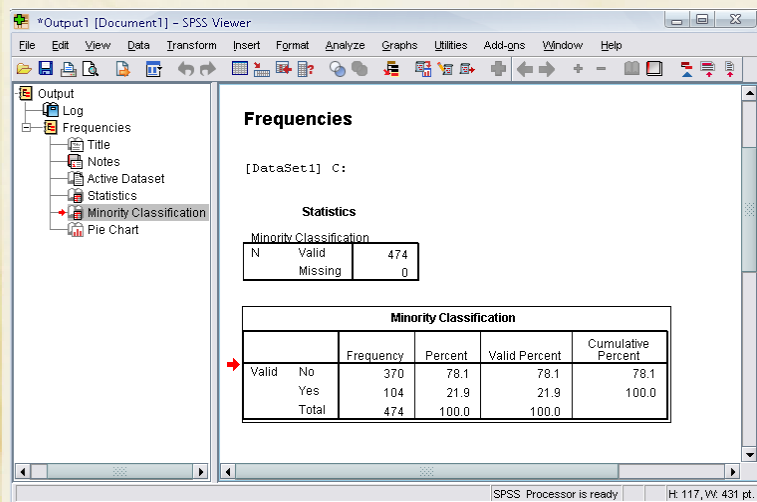 *Output1 [Document1] - SPSS Viewer
File Edit View Data Transform Insert Format Analyze Graphs Utilities Add-ons Window Help
Output
Log
Frequencies
Title
Notes
Active Dataset
Statistics
Minority Classification
Pie Chart
Frequencies
[DataSet1] C:
Statistics
Minority Classification
N Valid 474
Missing 0
Minority Classification
Frequency Percent Valid Percent Cumulative Percent
Valid No 370 78.1 78.1 78.1
Yes 104 21.9 21.9 100.0
Total 474 100.0 100.0
SPSS Processor is ready H: 117, W: 431 pt.